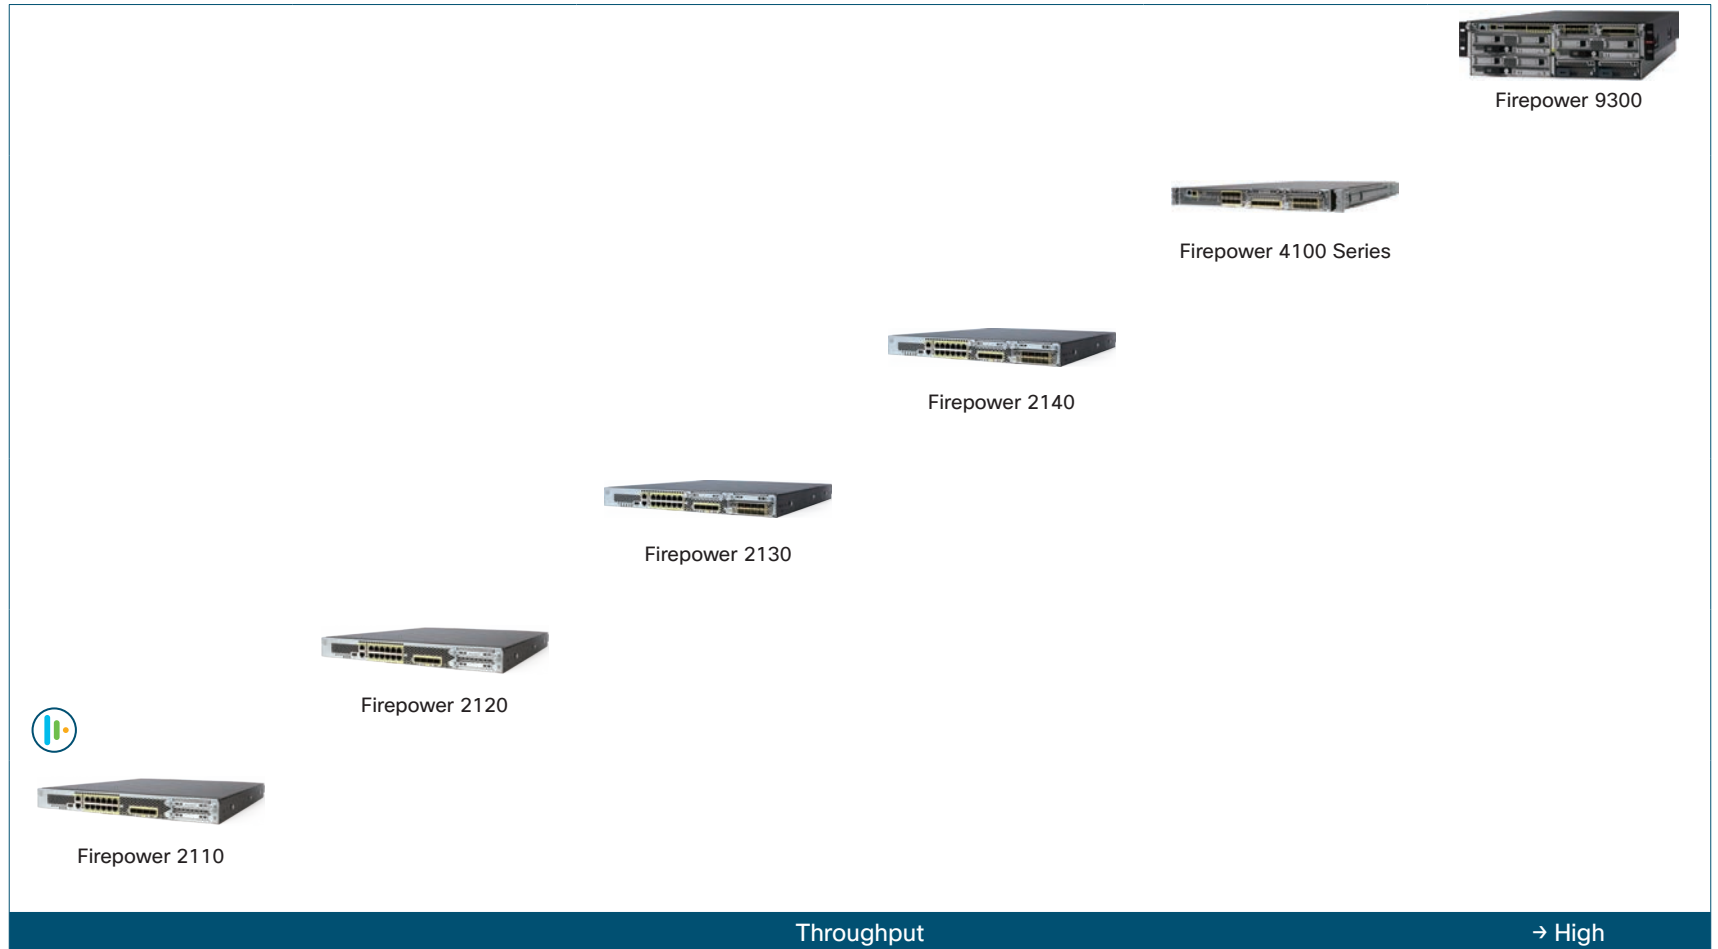 Firepower 9300
Firepower 4100 Series
Firepower 2140
Firepower 2130
Firepower 2120
Firepower 2110
Throughput
→ High